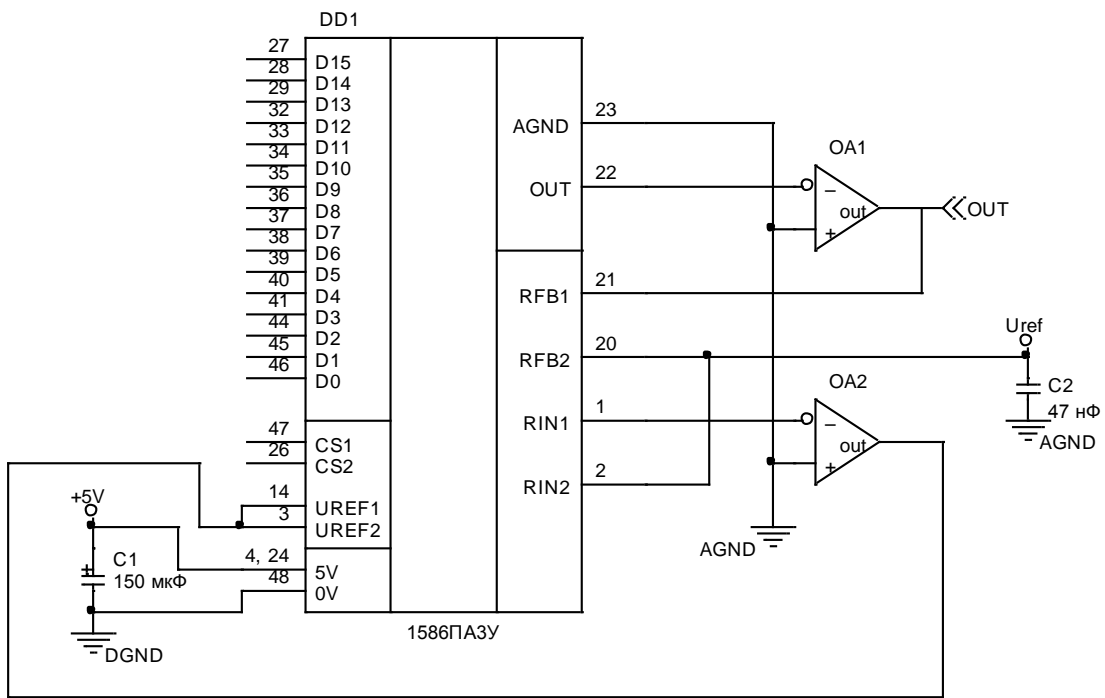 DD1
27 D15
28 D14
29 D13
32 D12
33 D11
34 D10
35 D9
36 D8
37 D7
38 D6
39 D5
40 D4
41 D3
44 D2
45 D1
46 D0
47 CS1
26 CS2
14 UREF1
3 UREF2
4, 24 5V
48 0V
AGND 23
OUT 22
RFB1 21
RFB2 20
RIN1 1
RIN2 2
1586ПА3У
OA1
–
out
+
OUT
Uref
C2
47 нФ
AGND
OA2
–
out
+
AGND
+5V
+
C1
150 мкФ
DGND